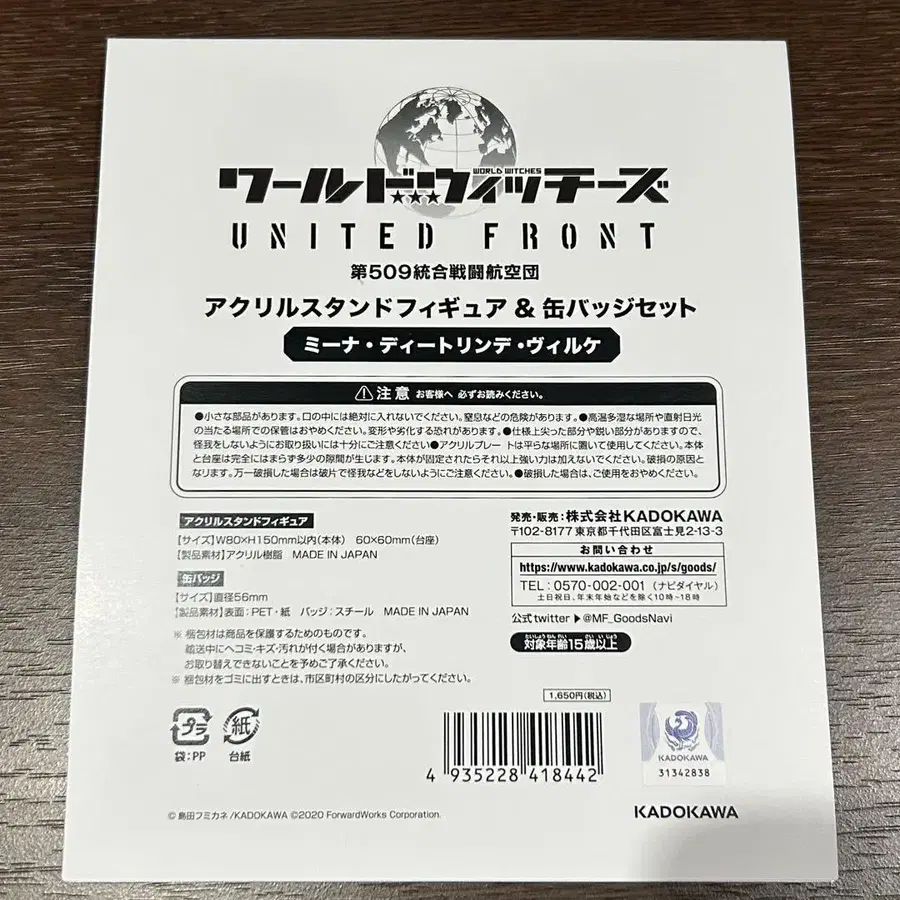 WORLD WITCHES
ワールドウィッチーズ
UNITED FRONT
第509統合戦闘航空団
アクリルスタンドフィギュア & 缶バッジセット
ミーナ・ディートリンデ・ヴィルケ
注意 お客様へ 必ずお読みください。
●小さな部品があります。口の中には絶対に入れないでください。窒息などの危険があります。●高温多湿な場所や直射日光
の当たる場所での保管はおやめください。変形や劣化する恐れがあります。●仕様上尖った部分や鋭い部分がありますので、
怪我をしないようにお取り扱いには十分にご注意ください●アクリルプレートは平らな場所に置いて使用してください。本体
と台座は完全にはまらず多少の隙間が生じます。本体が固定されたらそれ以上強い力は加えないでください。破損の原因と
なります。万一破損した場合は破片で怪我などをしないようにご注意ください。●破損した場合は、ご使用をおやめください。
アクリルスタンドフィギュア
【サイズ】W80×H150mm以内(本体) 60×60mm(台座)
【製品素材】アクリル樹脂 MADE IN JAPAN
缶バッジ
【サイズ】直径56mm
【製品素材】表面：PET・紙 バッジ：スチール MADE IN JAPAN
※ 梱包材は商品を保護するためのものです。
輸送中にヘコミ・キズ・汚れが付く場合がありますが、
お取り替えできないことを予めご了承ください。
※ 梱包材をゴミに出すときは、市区町村の区分にしたがってください。
発売・販売：株式会社KADOKAWA
〒102-8177 東京都千代田区富士見2-13-3
お問い合わせ
https://www.kadokawa.co.jp/s/goods/
TEL：0570-002-001 (ナビダイヤル)
土日祝日、年末年始などを除く10時～18時
公式twitter ▶@MF_GoodsNavi
たいしょうねんれい さい いじょう
対象年齢15歳以上
1,650円(税込)
プラ
袋：PP
紙
台紙
4 935228 418442
KADOKAWA
31342838
© 島田フミカネ/KADOKAWA ©2020 ForwardWorks Corporation.
KADOKAWA